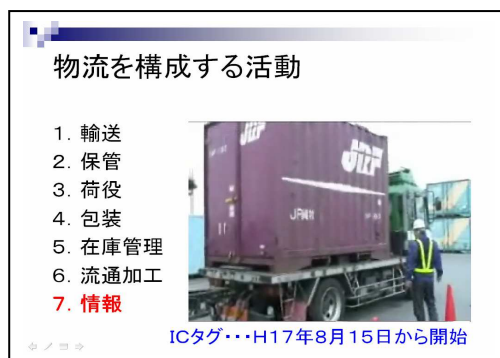 物流を構成する活動
1. 輸送
2. 保管
3. 荷役
4. 包装
5. 在庫管理
6. 流通加工
7. 情報
JRF
JRF
ICタグ・・・H17年8月15日から開始